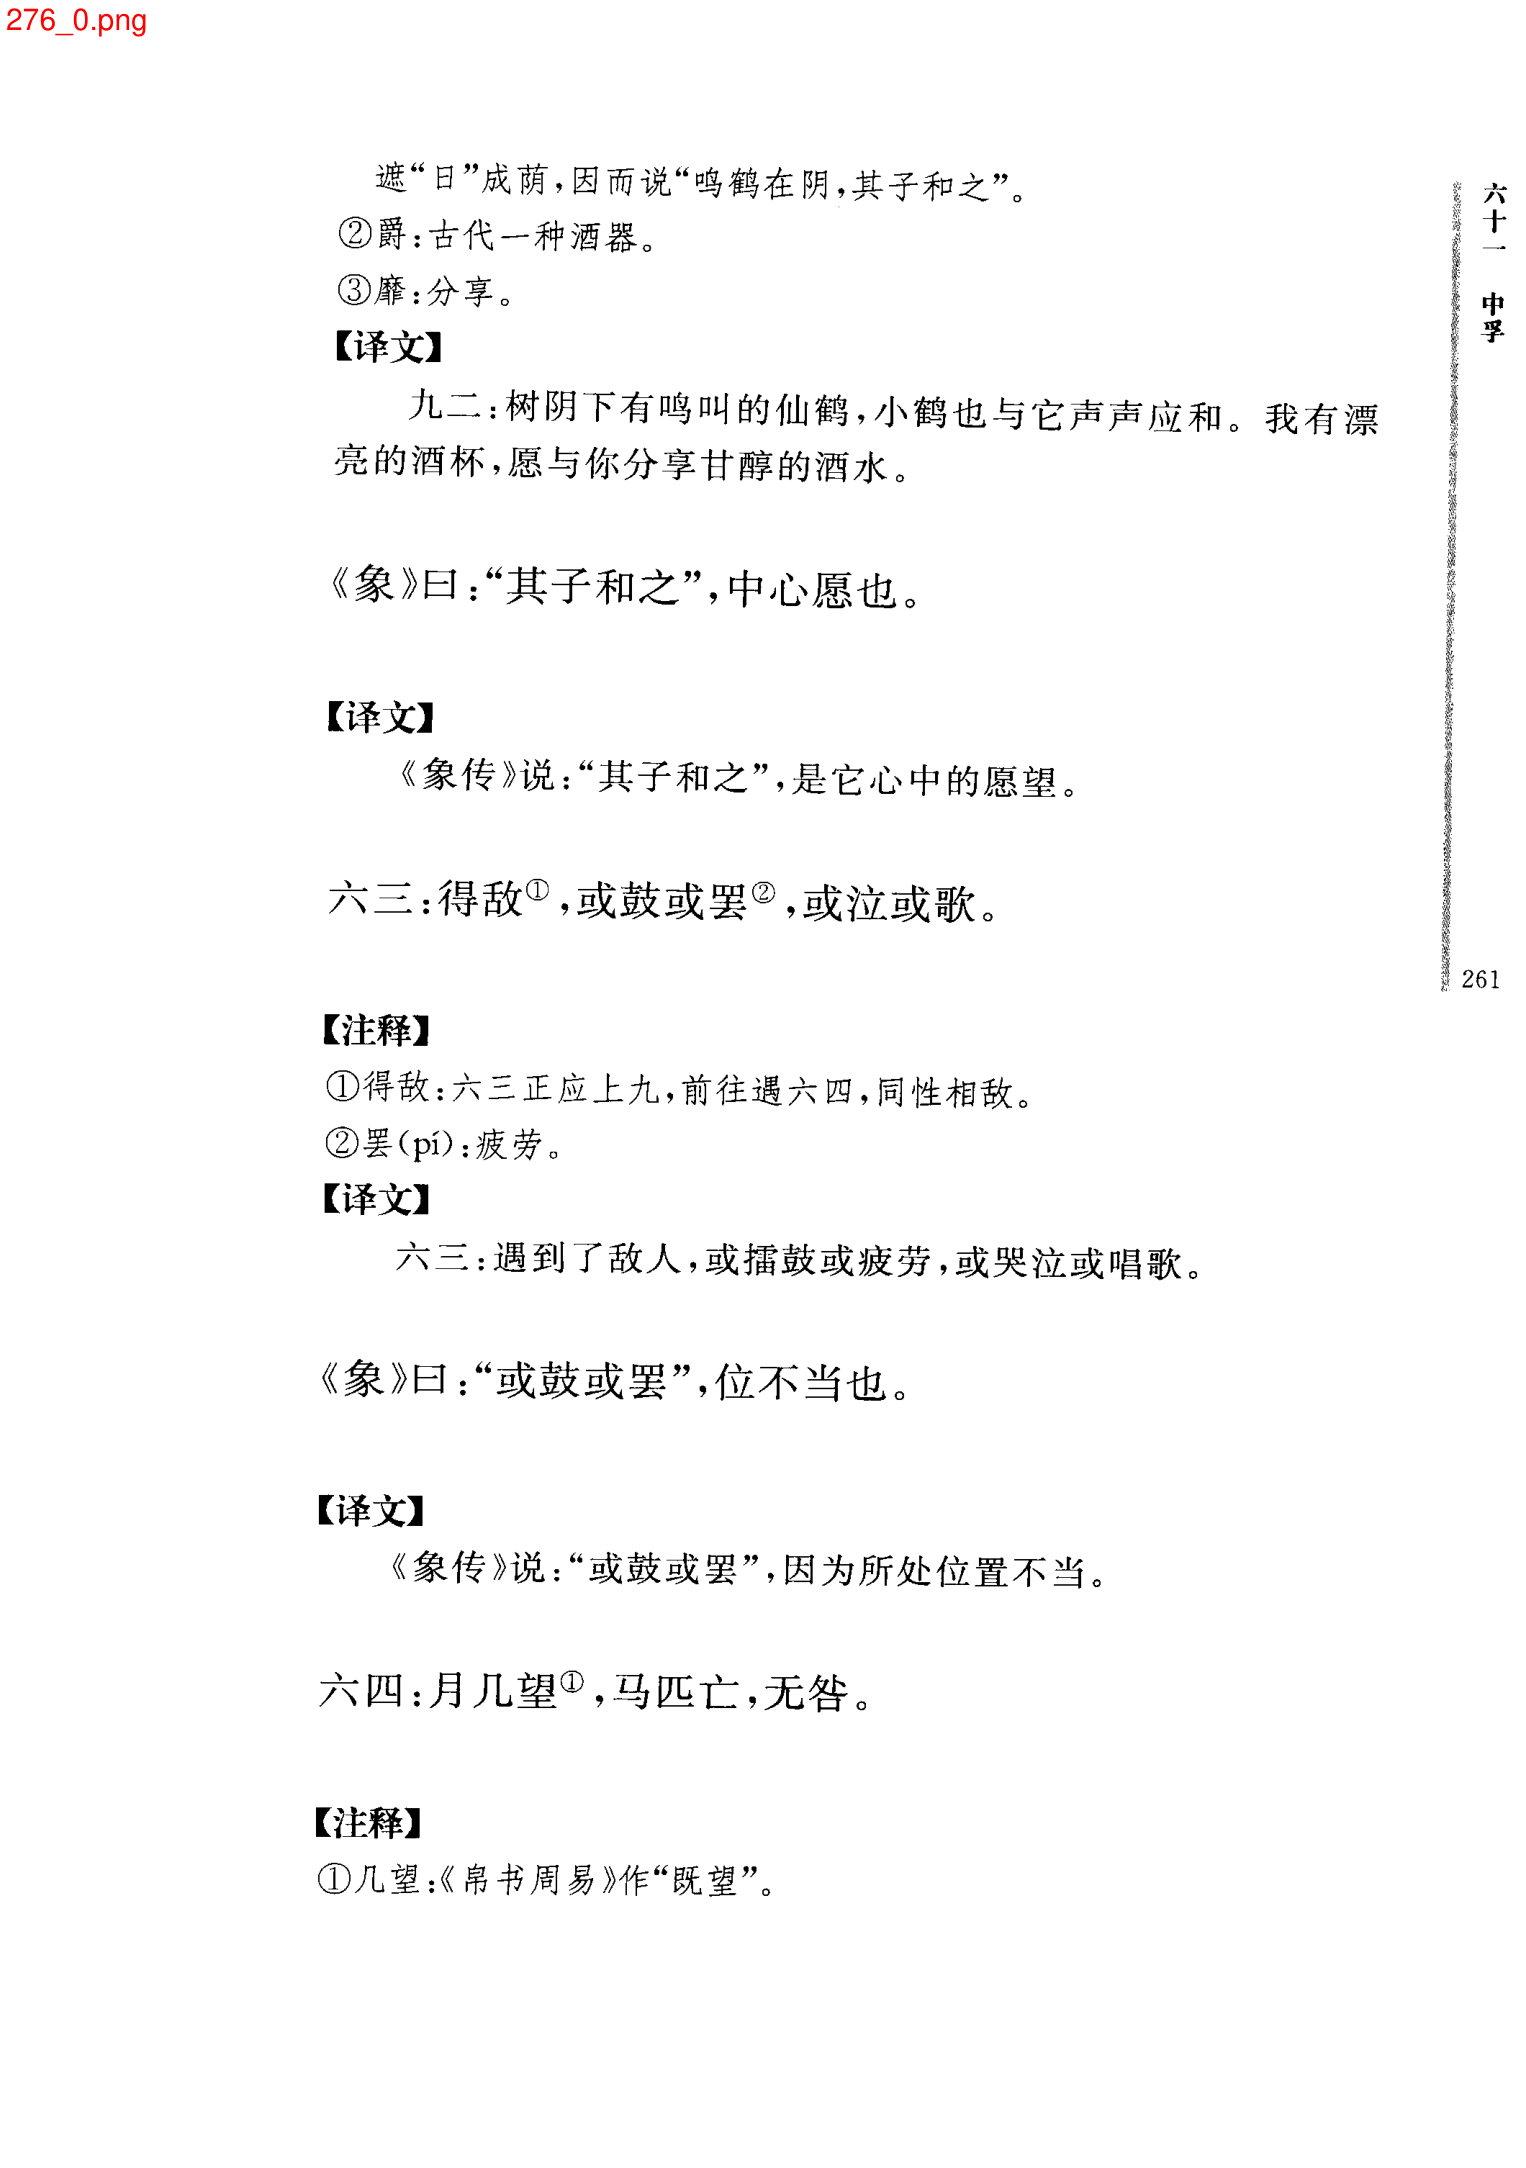 276_0.png
遮“日”成荫，因而说“鸣鹤在阴，其子和之”。
②爵：古代一种酒器。
③靡：分享。
【译文】
九二：树阴下有鸣叫的仙鹤，小鹤也与它声声应和。我有漂
亮的酒杯，愿与你分享甘醇的酒水。
《象》曰：“其子和之”，中心愿也。
【译文】
《象传》说：“其子和之”，是它心中的愿望。
六三：得敌①，或鼓或罢②，或泣或歌。
【注释】
①得敌：六三正应上九，前往遇六四，同性相敌。
②罢(pí)：疲劳。
【译文】
六三：遇到了敌人，或擂鼓或疲劳，或哭泣或唱歌。
《象》曰：“或鼓或罢”，位不当也。
【译文】
《象传》说：“或鼓或罢”，因为所处位置不当。
六四：月几望①，马匹亡，无咎。
【注释】
①几望：《帛书周易》作“既望”。
六十一 中孚
261